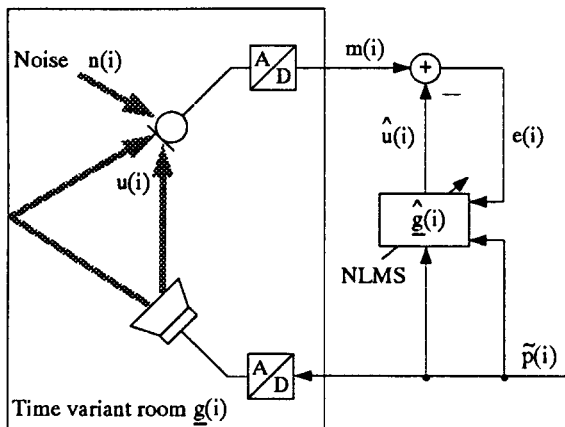 Noise n(i)
A
D
m(i)
+
−
û(i)
e(i)
u(i)
ĝ(i)
NLMS
A
D
p̃(i)
Time variant room g(i)